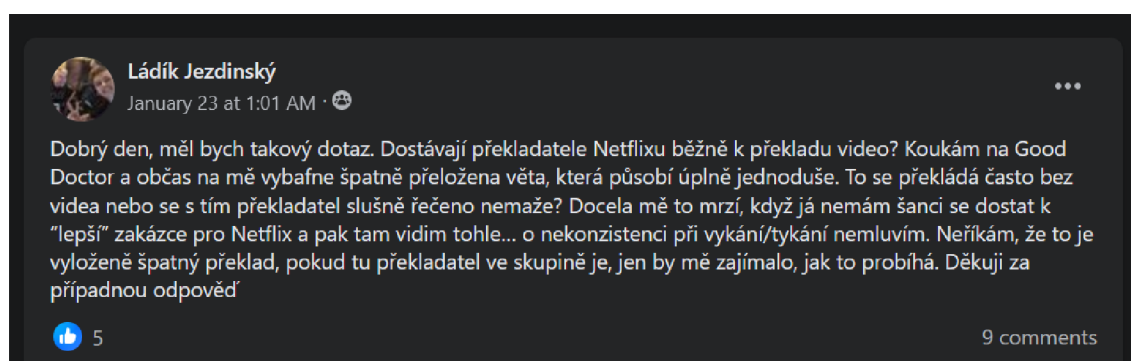 Ládík Jezdinský
January 23 at 1:01 AM ·
Dobrý den, měl bych takový dotaz. Dostávají překladatele Netflixu běžně k překladu video? Koukám na Good
Doctor a občas na mě vybafne špatně přeložena věta, která působí úplně jednoduše. To se překládá často bez
videa nebo se s tím překladatel slušně řečeno nemaže? Docela mě to mrzí, když já nemám šanci se dostat k
“lepší” zakázce pro Netflix a pak tam vidim tohle... o nekonzistenci při vykání/tykání nemluvím. Neříkám, že to je
vyloženě špatný překlad, pokud tu překladatel ve skupině je, jen by mě zajímalo, jak to probíhá. Děkuji za
případnou odpověď
5
9 comments